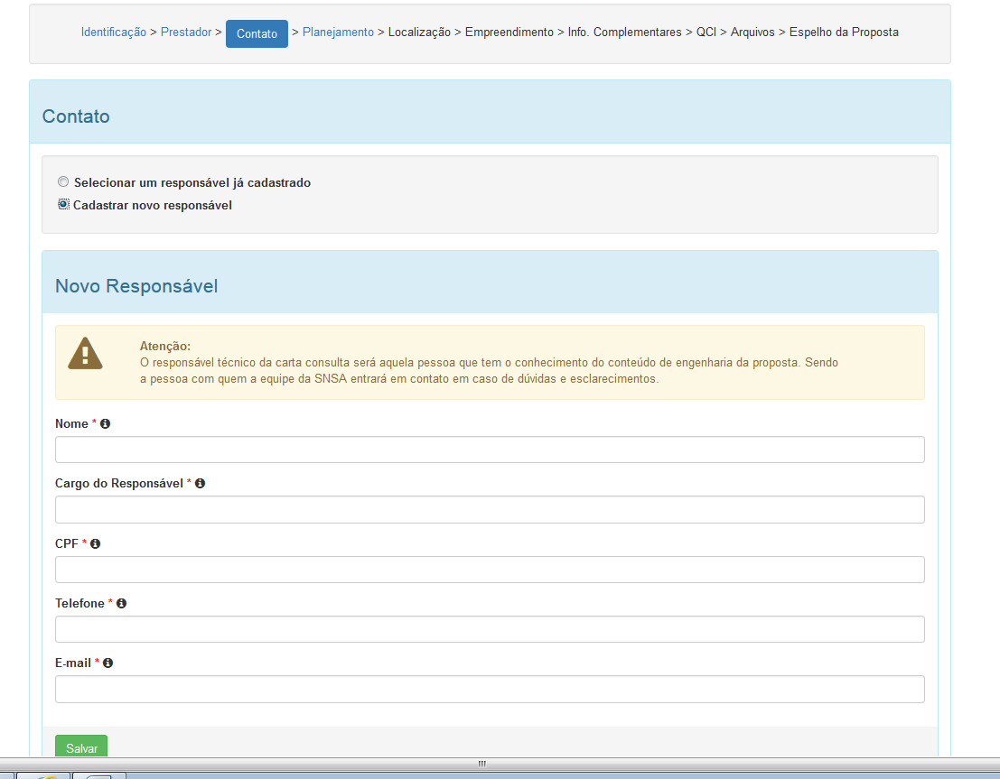 Identificação > Prestador > Contato > Planejamento > Localização > Empreendimento > Info. Complementares > QCI > Arquivos > Espelho da Proposta
Contato
Selecionar um responsável já cadastrado
Cadastrar novo responsável
Novo Responsável
Atenção:
O responsável técnico da carta consulta será aquela pessoa que tem o conhecimento do conteúdo de engenharia da proposta. Sendo
a pessoa com quem a equipe da SNSA entrará em contato em caso de dúvidas e esclarecimentos.
Nome *
Cargo do Responsável *
CPF *
Telefone *
E-mail *
Salvar